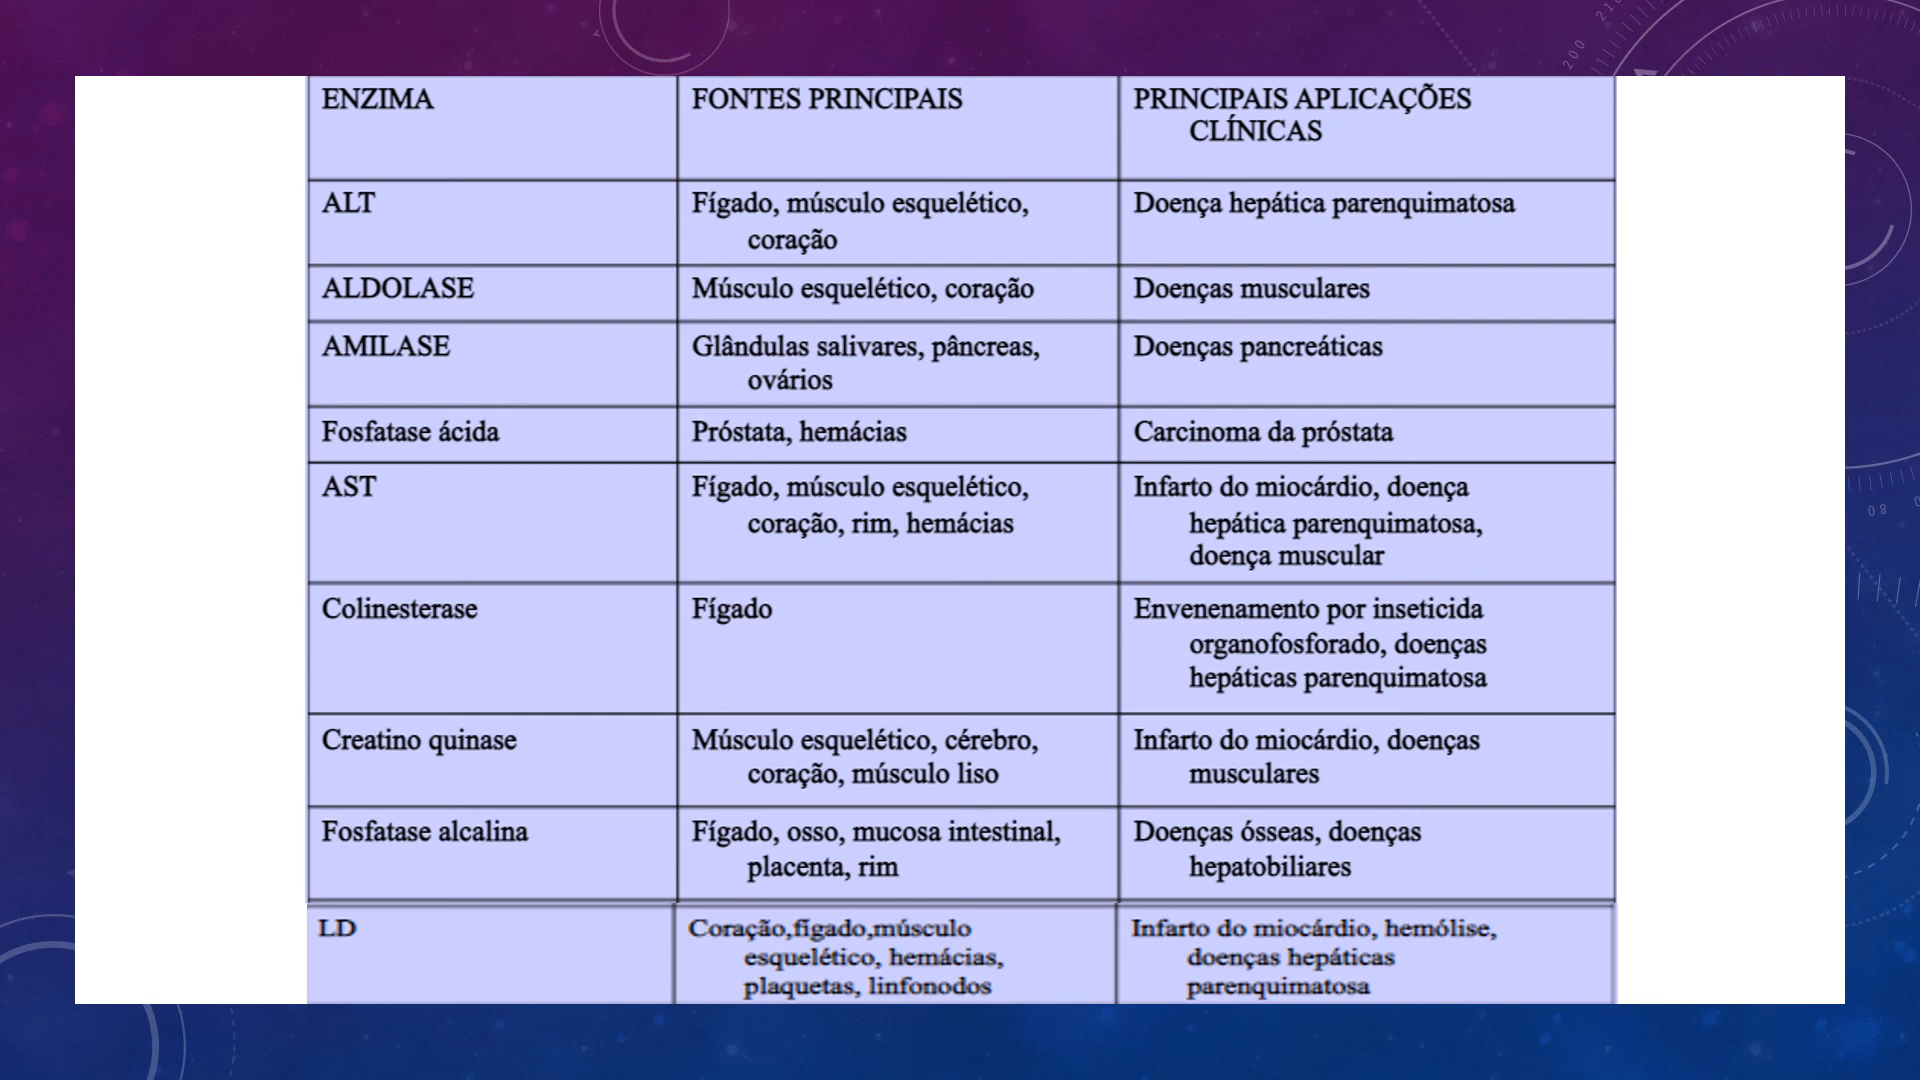 ENZIMA
FONTES PRINCIPAIS
PRINCIPAIS APLICAÇÕES
CLÍNICAS
ALT
Fígado, músculo esquelético,
coração
Doença hepática parenquimatosa
ALDOLASE
Músculo esquelético, coração
Doenças musculares
AMILASE
Glândulas salivares, pâncreas,
ovários
Doenças pancreáticas
Fosfatase ácida
Próstata, hemácias
Carcinoma da próstata
AST
Fígado, músculo esquelético,
coração, rim, hemácias
Infarto do miocárdio, doença
hepática parenquimatosa,
doença muscular
Colinesterase
Fígado
Envenenamento por inseticida
organofosforado, doenças
hepáticas parenquimatosa
Creatino quinase
Músculo esquelético, cérebro,
coração, músculo liso
Infarto do miocárdio, doenças
musculares
Fosfatase alcalina
Fígado, osso, mucosa intestinal,
placenta, rim
Doenças ósseas, doenças
hepatobiliares
LD
Coração,fígado,músculo
esquelético, hemácias,
plaquetas, linfonodos
Infarto do miocárdio, hemólise,
doenças hepáticas
parenquimatosa
200
80